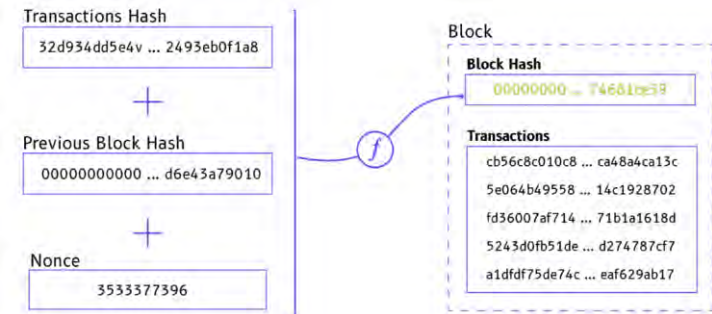 Transactions Hash
32d934dd5e4v ... 2493eb0f1a8
+
Previous Block Hash
00000000000 ... d6e43a79010
+
Nonce
3533377396
f
Block
Block Hash
00000000 ... 74681ce39
Transactions
cb56c8c010c8 ... ca48a4ca13c
5e064b49558 ... 14c1928702
fd36007af714 ... 71b1a1618d
5243d0fb51de ... d274787cf7
a1dfdf75de74c ... eaf629ab17